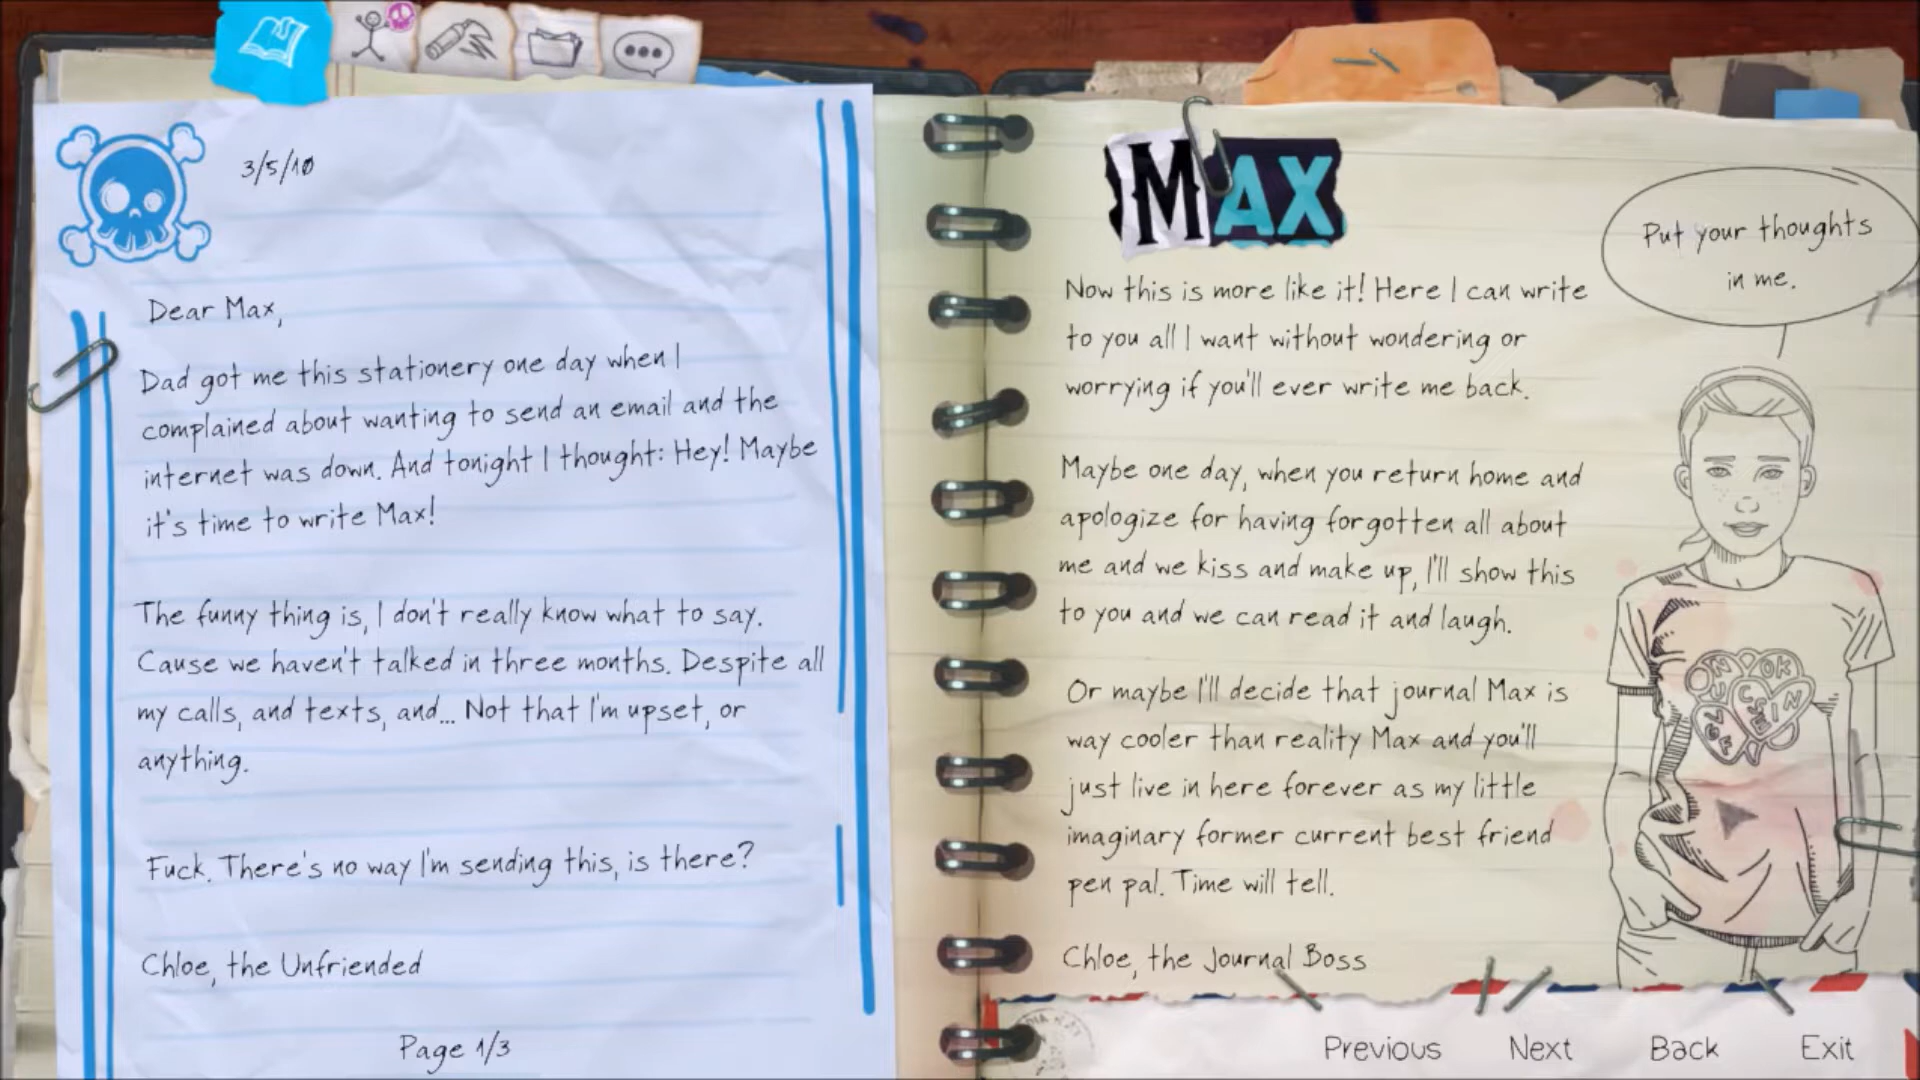 3/5/10
Dear Max,
Dad got me this stationery one day when I
complained about wanting to send an email and the
internet was down. And tonight I thought: Hey! Maybe
it's time to write Max!
The funny thing is, I don't really know what to say.
Cause we haven't talked in three months. Despite all
my calls, and texts, and... Not that I'm upset, or
anything.
Fuck. There's no way I'm sending this, is there?
Chloe, the Unfriended
Page 1/3
MAX
Now this is more like it! Here I can write
to you all I want without wondering or
worrying if you'll ever write me back.
Maybe one day, when you return home and
apologize for having forgotten all about
me and we kiss and make up, I'll show this
to you and we can read it and laugh.
Or maybe I'll decide that journal Max is
way cooler than reality Max and you'll
just live in here forever as my little
imaginary former current best friend
pen pal. Time will tell.
Chloe, the Journal Boss
Put your thoughts
in me.
Previous Next Back Exit